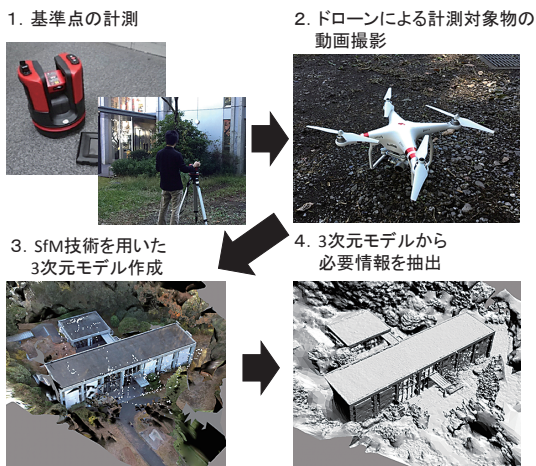 １．基準点の計測
２．ドローンによる計測対象物の
動画撮影
３．SfM技術を用いた
3次元モデル作成
４．3次元モデルから
必要情報を抽出